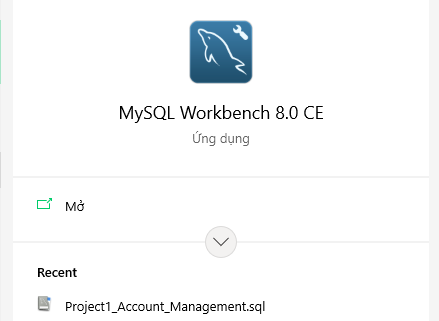 MySQL Workbench 8.0 CE
Ứng dụng
Mở
Recent
Project1_Account_Management.sql